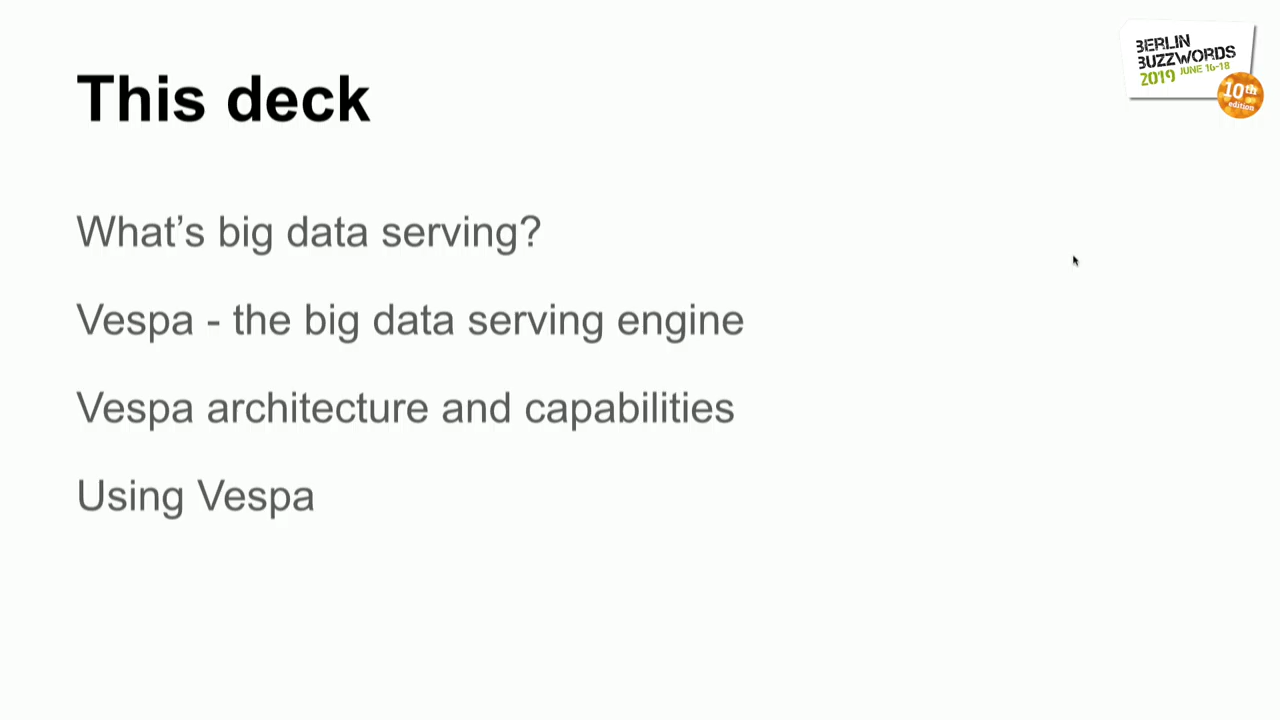 This deck
BERLIN
BUZZWORDS
2019 JUNE 16-18
10th
edition
What’s big data serving?
Vespa - the big data serving engine
Vespa architecture and capabilities
Using Vespa